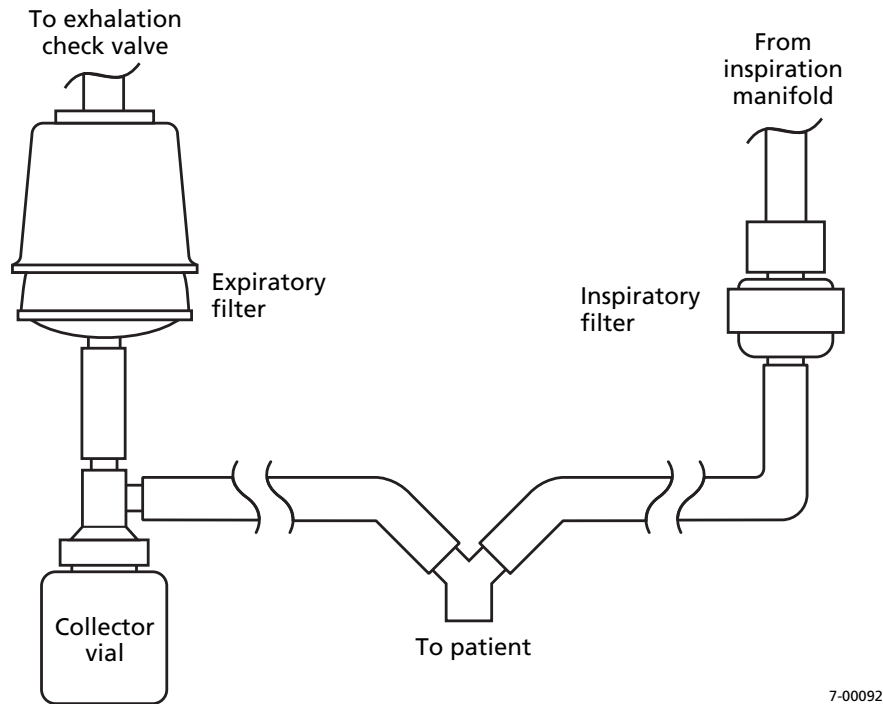 To exhalation
check valve
From
inspiration
manifold
Expiratory
filter
Inspiratory
filter
Collector
vial
To patient
7-00092